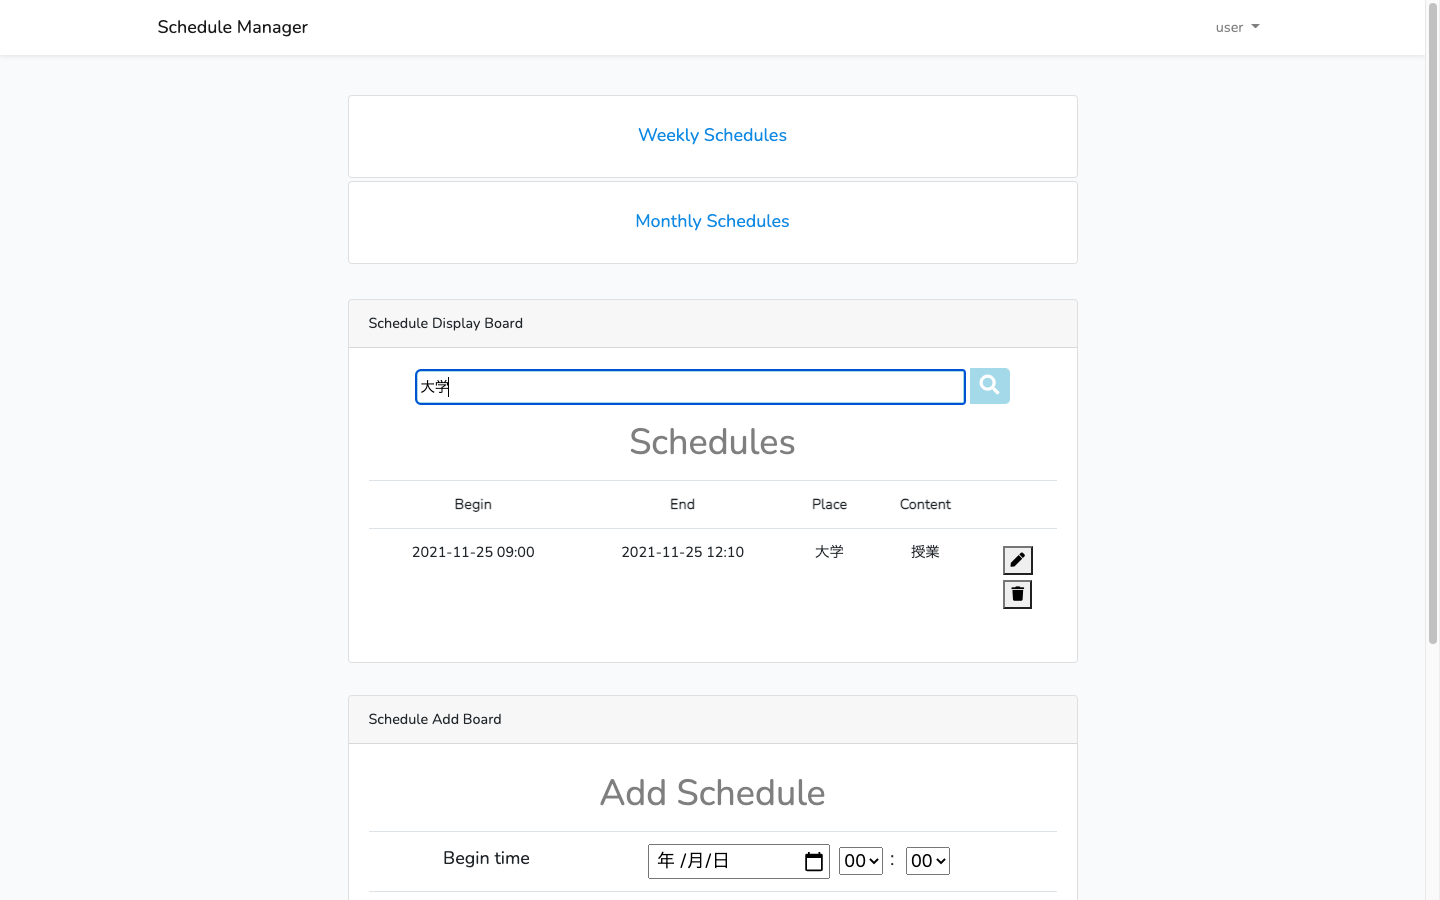 Schedule Manager
user
Weekly Schedules
Monthly Schedules
Schedule Display Board
大学
Schedules
Begin End Place Content
2021-11-25 09:00 2021-11-25 12:10 大学 授業
Schedule Add Board
Add Schedule
Begin time 年 /月/日 00 : 00